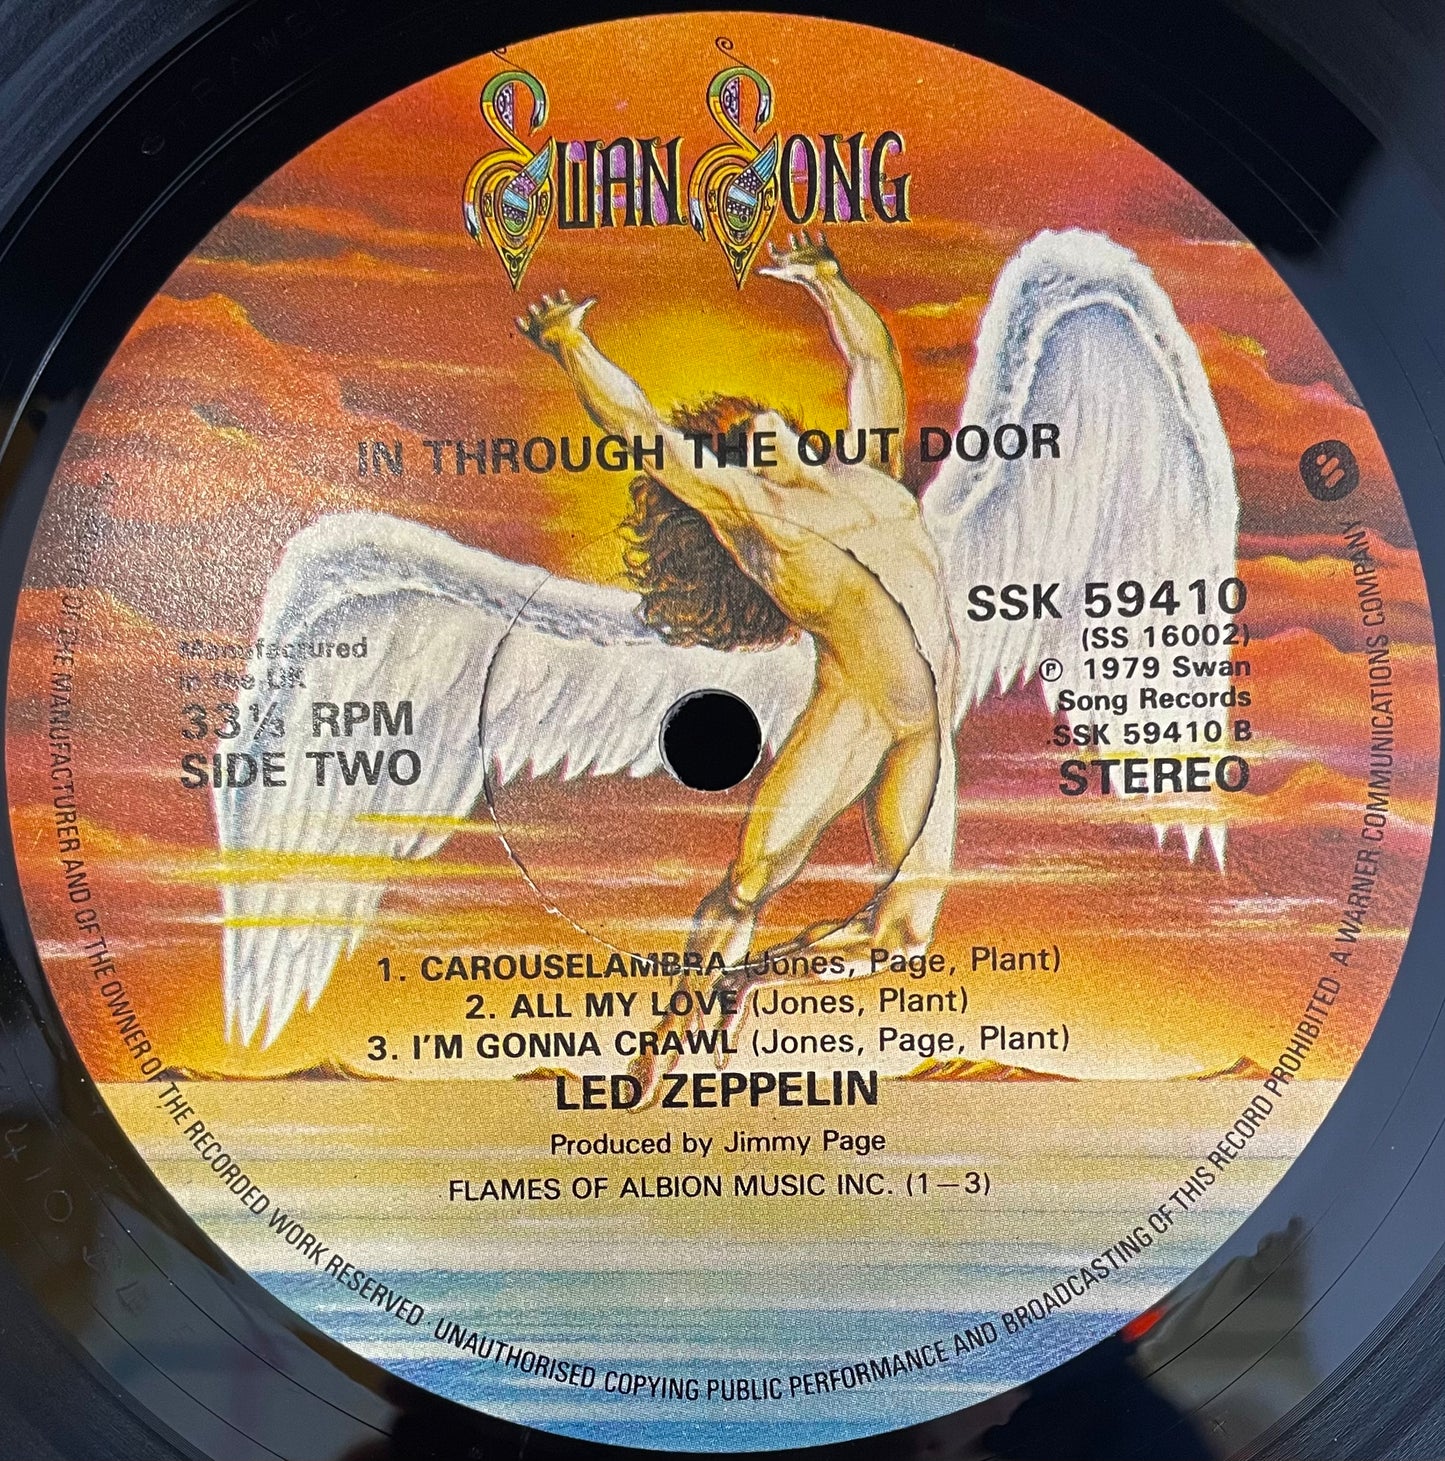 SWAN SONG
IN THROUGH THE OUT DOOR
SSK 59410
(SS 16002)
℗ 1979 Swan
Song Records
SSK 59410 B
STEREO
Manufactured
in the UK
33⅓ RPM
SIDE TWO
1. CAROUSELAMBRA (Jones, Page, Plant)
2. ALL MY LOVE (Jones, Plant)
3. I'M GONNA CRAWL (Jones, Page, Plant)
LED ZEPPELIN
Produced by Jimmy Page
FLAMES OF ALBION MUSIC INC. (1–3)
OF THE MANUFACTURER AND OF THE OWNER OF THE RECORDED WORK RESERVED · UNAUTHORISED COPYING PUBLIC PERFORMANCE AND BROADCASTING OF THIS RECORD PROHIBITED · A WARNER COMMUNICATIONS COMPANY